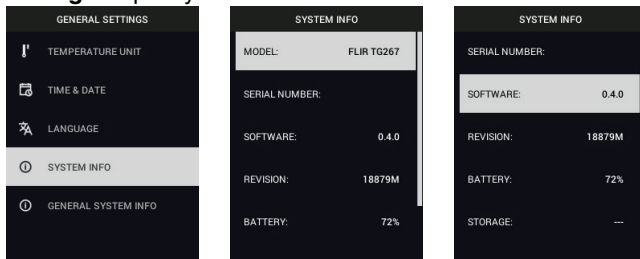 GENERAL SETTINGS
TEMPERATURE UNIT
TIME & DATE
LANGUAGE
SYSTEM INFO
GENERAL SYSTEM INFO
SYSTEM INFO
MODEL: FLIR TG267
SERIAL NUMBER:
SOFTWARE: 0.4.0
REVISION: 18879M
BATTERY: 72%
SYSTEM INFO
SERIAL NUMBER:
SOFTWARE: 0.4.0
REVISION: 18879M
BATTERY: 72%
STORAGE: ---